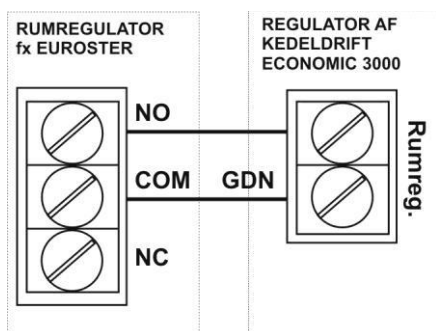 RUMREGULATOR
fx EUROSTER
REGULATOR AF
KEDELDRIFT
ECONOMIC 3000
NO
COM
GDN
NC
Rumreg.